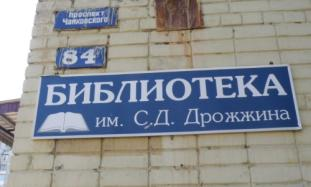 проспект
Чайковского
84
БИБЛИОТЕКА
им. С.Д. Дрожжина